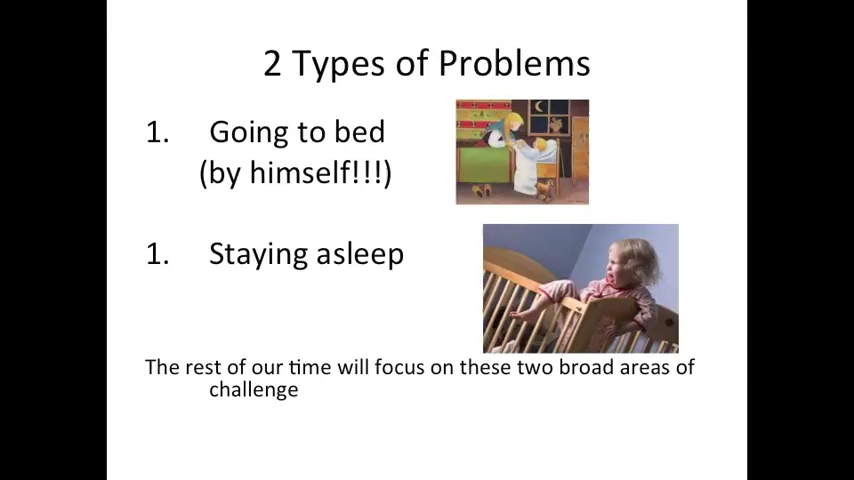 2 Types of Problems
1. Going to bed
(by himself!!!)
1. Staying asleep
The rest of our time will focus on these two broad areas of
challenge